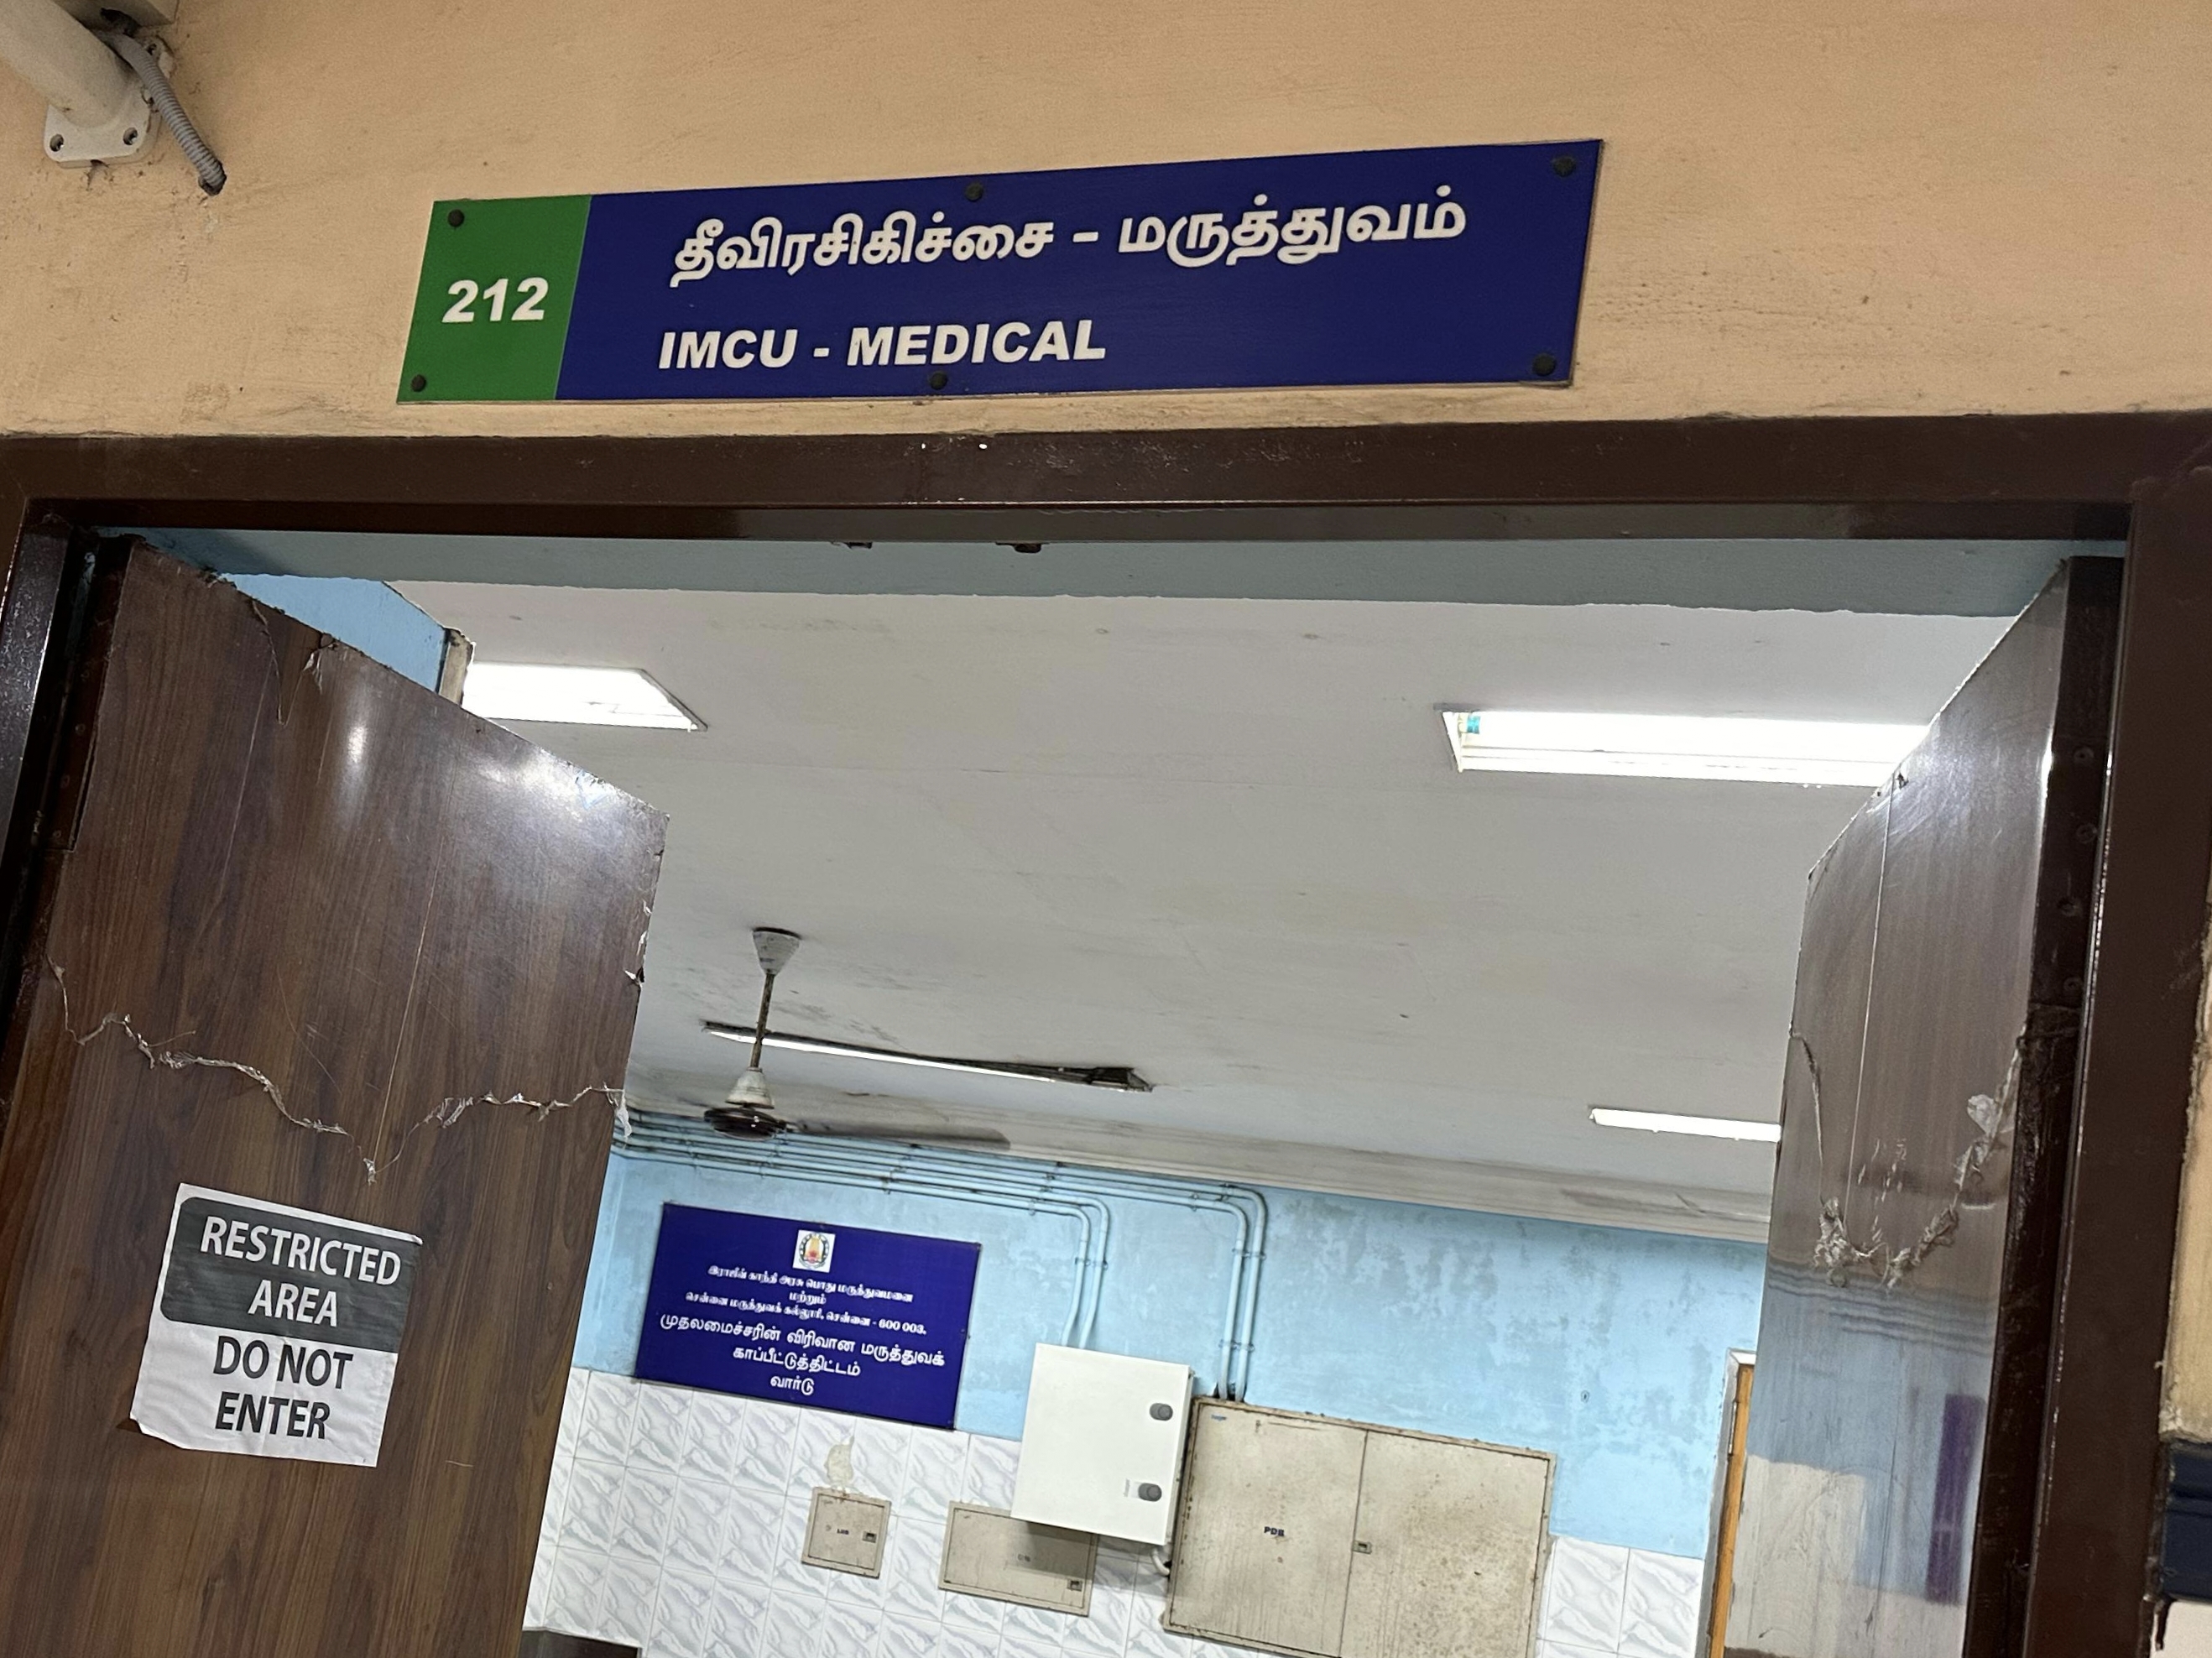 212
தீவிரசிகிச்சை - மருத்துவம்
IMCU - MEDICAL
RESTRICTED
AREA
DO NOT
ENTER
இராஜீவ் காந்தி அரசு பொது மருத்துவமனை
மற்றும்
சென்னை மருத்துவக் கல்லூரி, சென்னை - 600 003.
முதலமைச்சரின் விரிவான மருத்துவக்
காப்பீட்டுத்திட்டம்
வார்டு
PDB